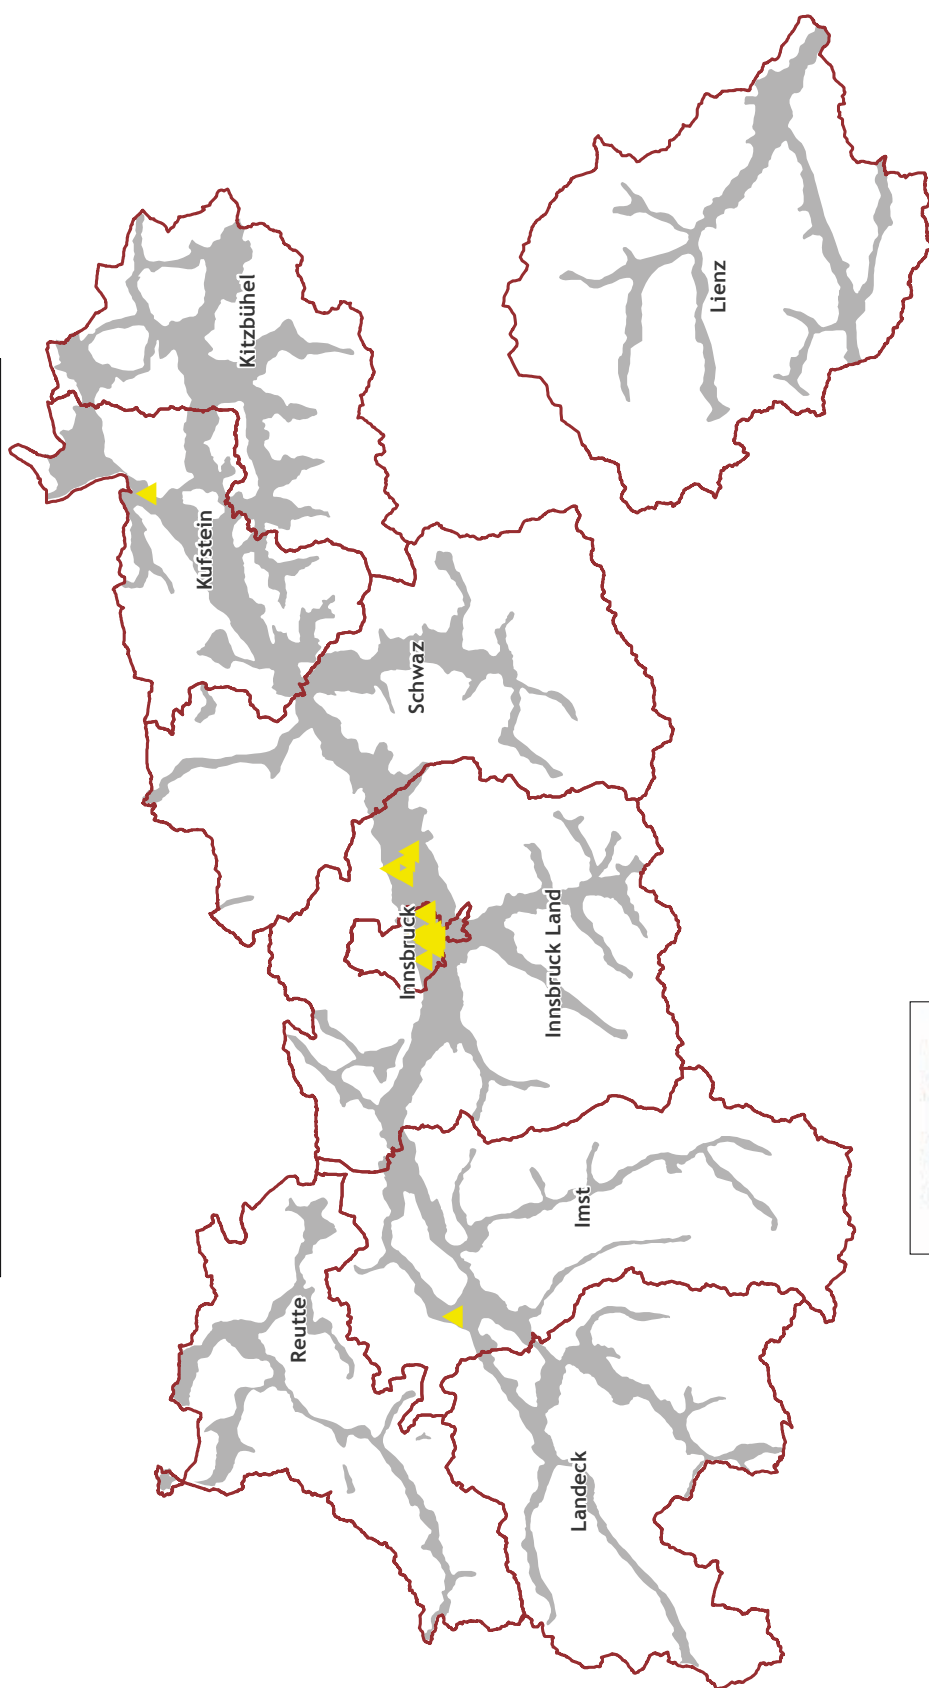 Reutte
Landeck
Imst
Innsbruck
Innsbruck Land
Schwaz
Kufstein
Kitzbühel
Lienz